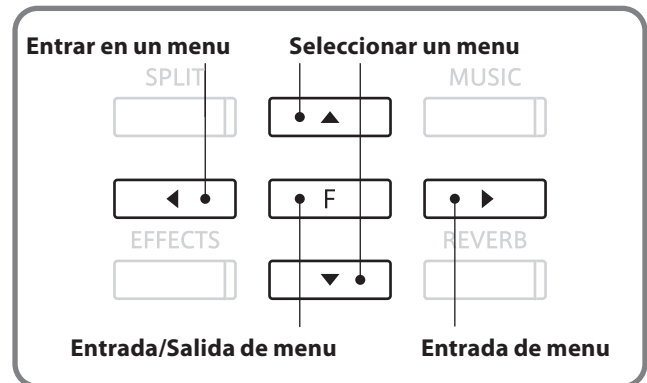 Entrar en un menu Seleccionar un menu
SPLIT MUSIC
F
EFFECTS REVERB
Entrada/Salida de menu Entrada de menu